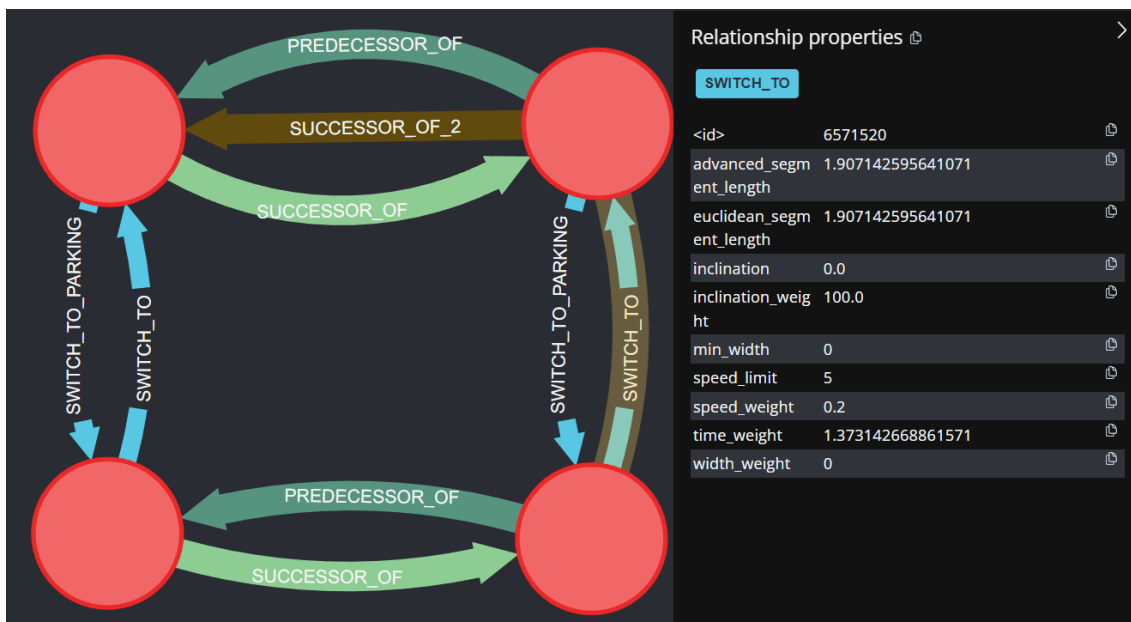 PREDECESSOR_OF
SUCCESSOR_OF_2
SUCCESSOR_OF
SWITCH_TO_PARKING
SWITCH_TO
SWITCH_TO_PARKING
SWITCH_TO
PREDECESSOR_OF
SUCCESSOR_OF
Relationship properties
SWITCH_TO
<id> 6571520
advanced_segm 1.907142595641071
ent_length
euclidean_segm 1.907142595641071
ent_length
inclination 0.0
inclination_weig 100.0
ht
min_width 0
speed_limit 5
speed_weight 0.2
time_weight 1.373142668861571
width_weight 0